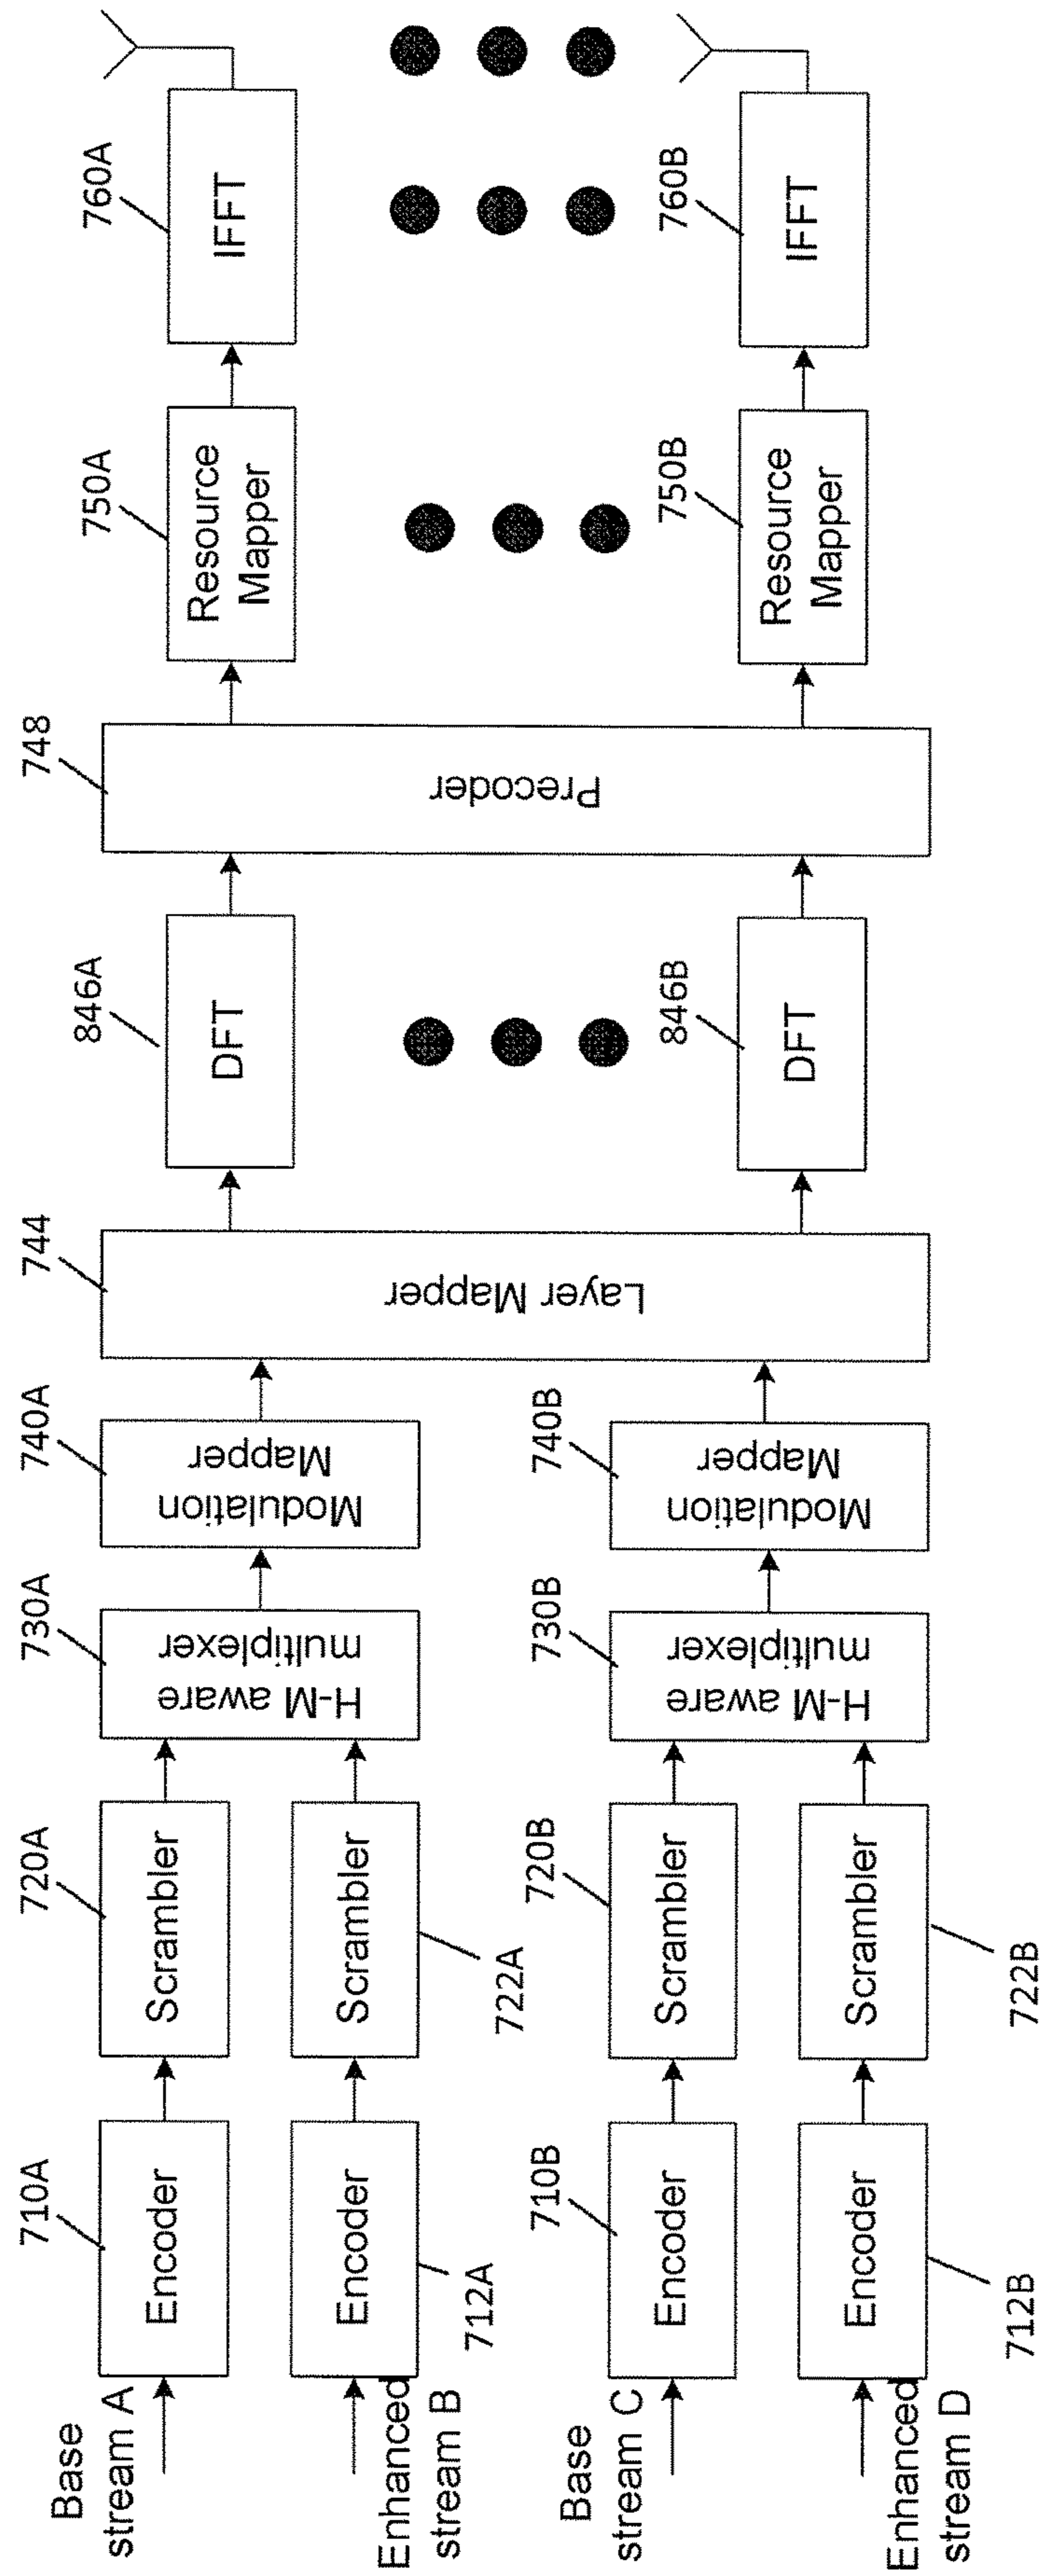 Base
stream A
Enhanced
stream B
Base
stream C
Enhanced
stream D
710A
Encoder
Encoder
712A
710B
Encoder
Encoder
712B
720A
Scrambler
Scrambler
722A
720B
Scrambler
Scrambler
722B
730A
H-M aware
multiplexer
730B
H-M aware
multiplexer
740A
Modulation
Mapper
740B
Modulation
Mapper
744
Layer Mapper
846A
DFT
846B
DFT
748
Precoder
750A
Resource
Mapper
750B
Resource
Mapper
760A
IFFT
760B
IFFT